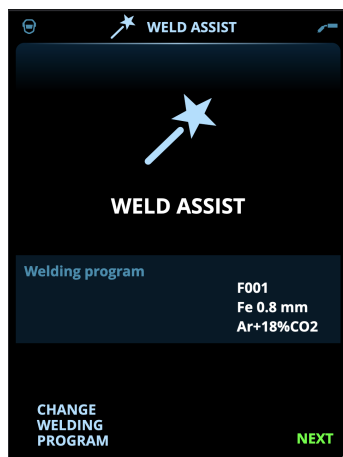 WELD ASSIST
WELD ASSIST
Welding program
F001
Fe 0.8 mm
Ar+18%CO2
CHANGE
WELDING
PROGRAM
NEXT